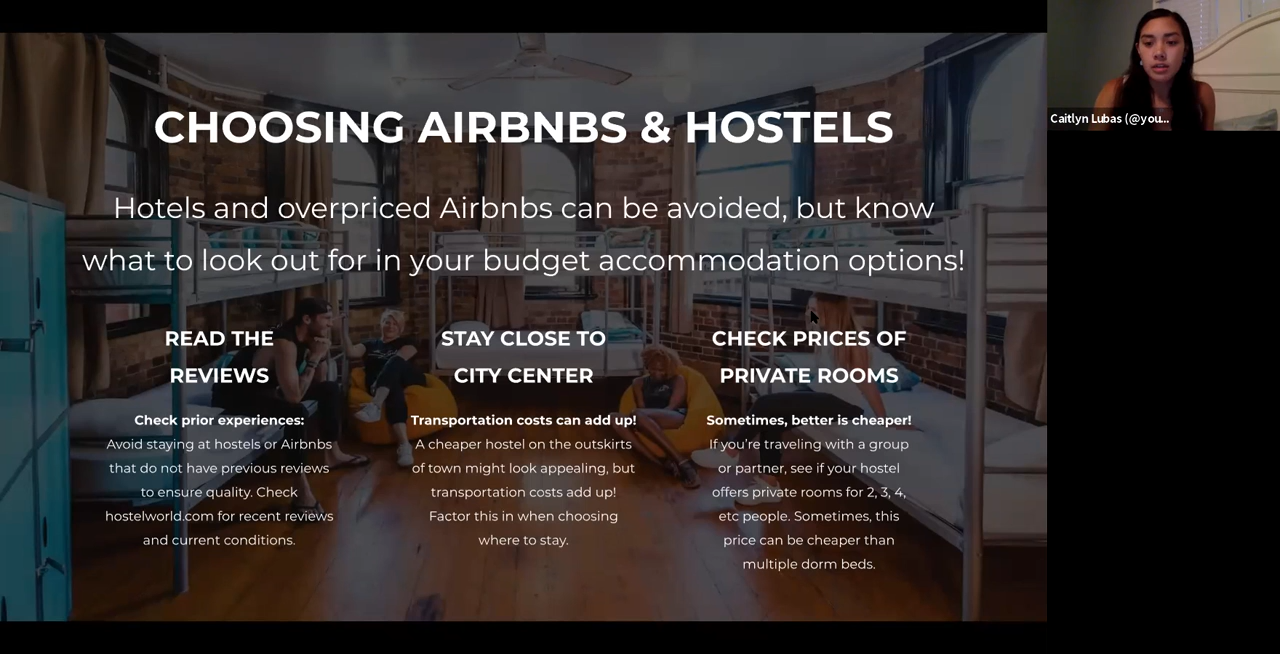 CHOOSING AIRBNBS & HOSTELS
Hotels and overpriced Airbnbs can be avoided, but know
what to look out for in your budget accommodation options!
READ THE
REVIEWS
Check prior experiences:
Avoid staying at hostels or Airbnbs
that do not have previous reviews
to ensure quality. Check
hostelworld.com for recent reviews
and current conditions.
STAY CLOSE TO
CITY CENTER
Transportation costs can add up!
A cheaper hostel on the outskirts
of town might look appealing, but
transportation costs add up!
Factor this in when choosing
where to stay.
CHECK PRICES OF
PRIVATE ROOMS
Sometimes, better is cheaper!
If you're traveling with a group
or partner, see if your hostel
offers private rooms for 2, 3, 4,
etc people. Sometimes, this
price can be cheaper than
multiple dorm beds.
Caitlyn Lubas (@you...